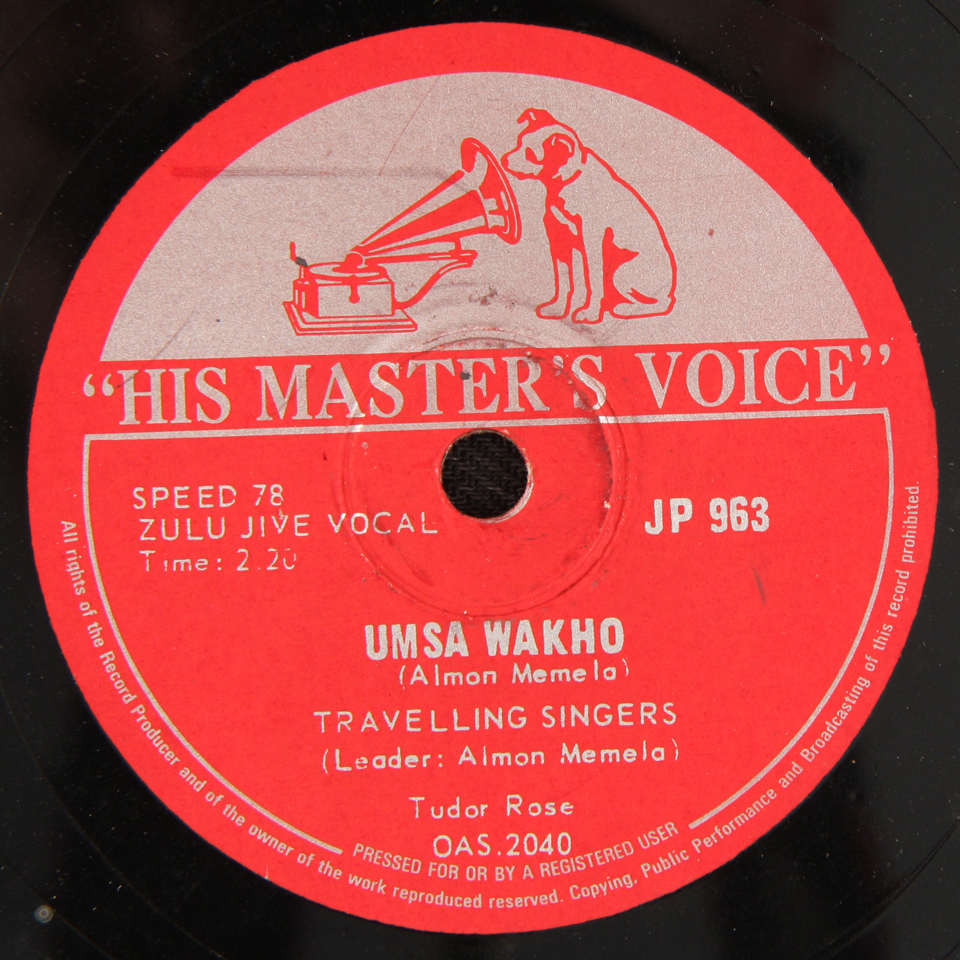 “HIS MASTER'S VOICE”
SPEED 78
ZULU JIVE VOCAL
Time: 2.20
JP 963
UMSA WAKHO
(Almon Memela)
TRAVELLING SINGERS
(Leader: Almon Memela)
Tudor Rose
OAS.2040
PRESSED FOR OR BY A REGISTERED USER
All rights of the Record Producer and of the owner of the work reproduced reserved. Copying, Public Performance and Broadcasting of this record prohibited.